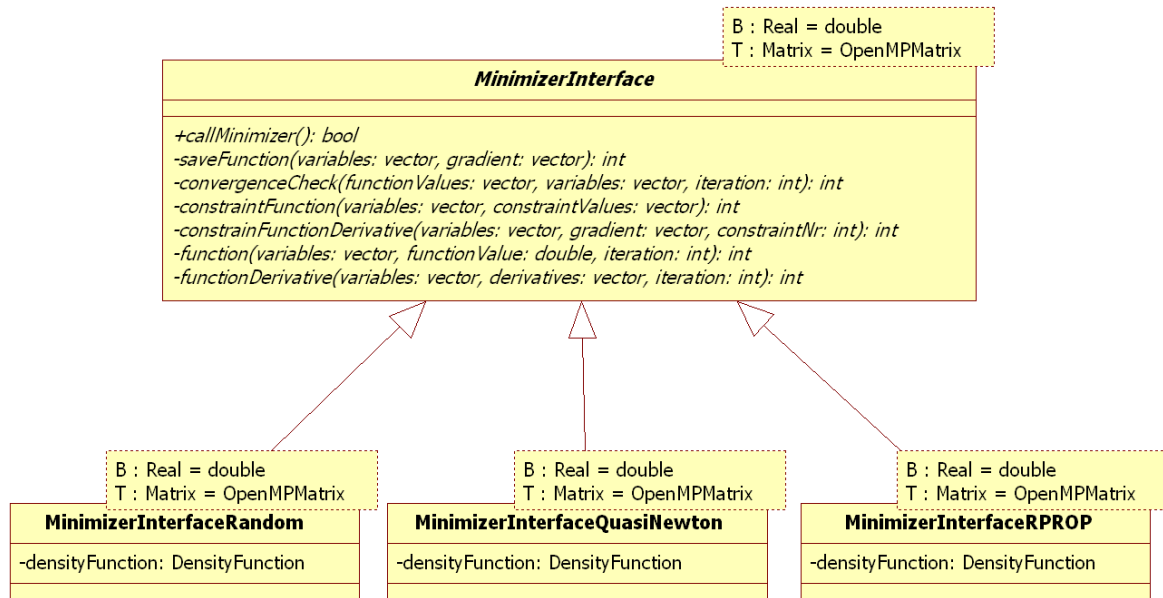 B : Real = double
T : Matrix = OpenMPMatrix
MinimizerInterface
+callMinimizer(): bool
-saveFunction(variables: vector, gradient: vector): int
-convergenceCheck(functionValues: vector, variables: vector, iteration: int): int
-constraintFunction(variables: vector, constraintValues: vector): int
-constrainFunctionDerivative(variables: vector, gradient: vector, constraintNr: int): int
-function(variables: vector, functionValue: double, iteration: int): int
-functionDerivative(variables: vector, derivatives: vector, iteration: int): int
B : Real = double
T : Matrix = OpenMPMatrix
MinimizerInterfaceRandom
-densityFunction: DensityFunction
B : Real = double
T : Matrix = OpenMPMatrix
MinimizerInterfaceQuasiNewton
-densityFunction: DensityFunction
B : Real = double
T : Matrix = OpenMPMatrix
MinimizerInterfaceRPROP
-densityFunction: DensityFunction